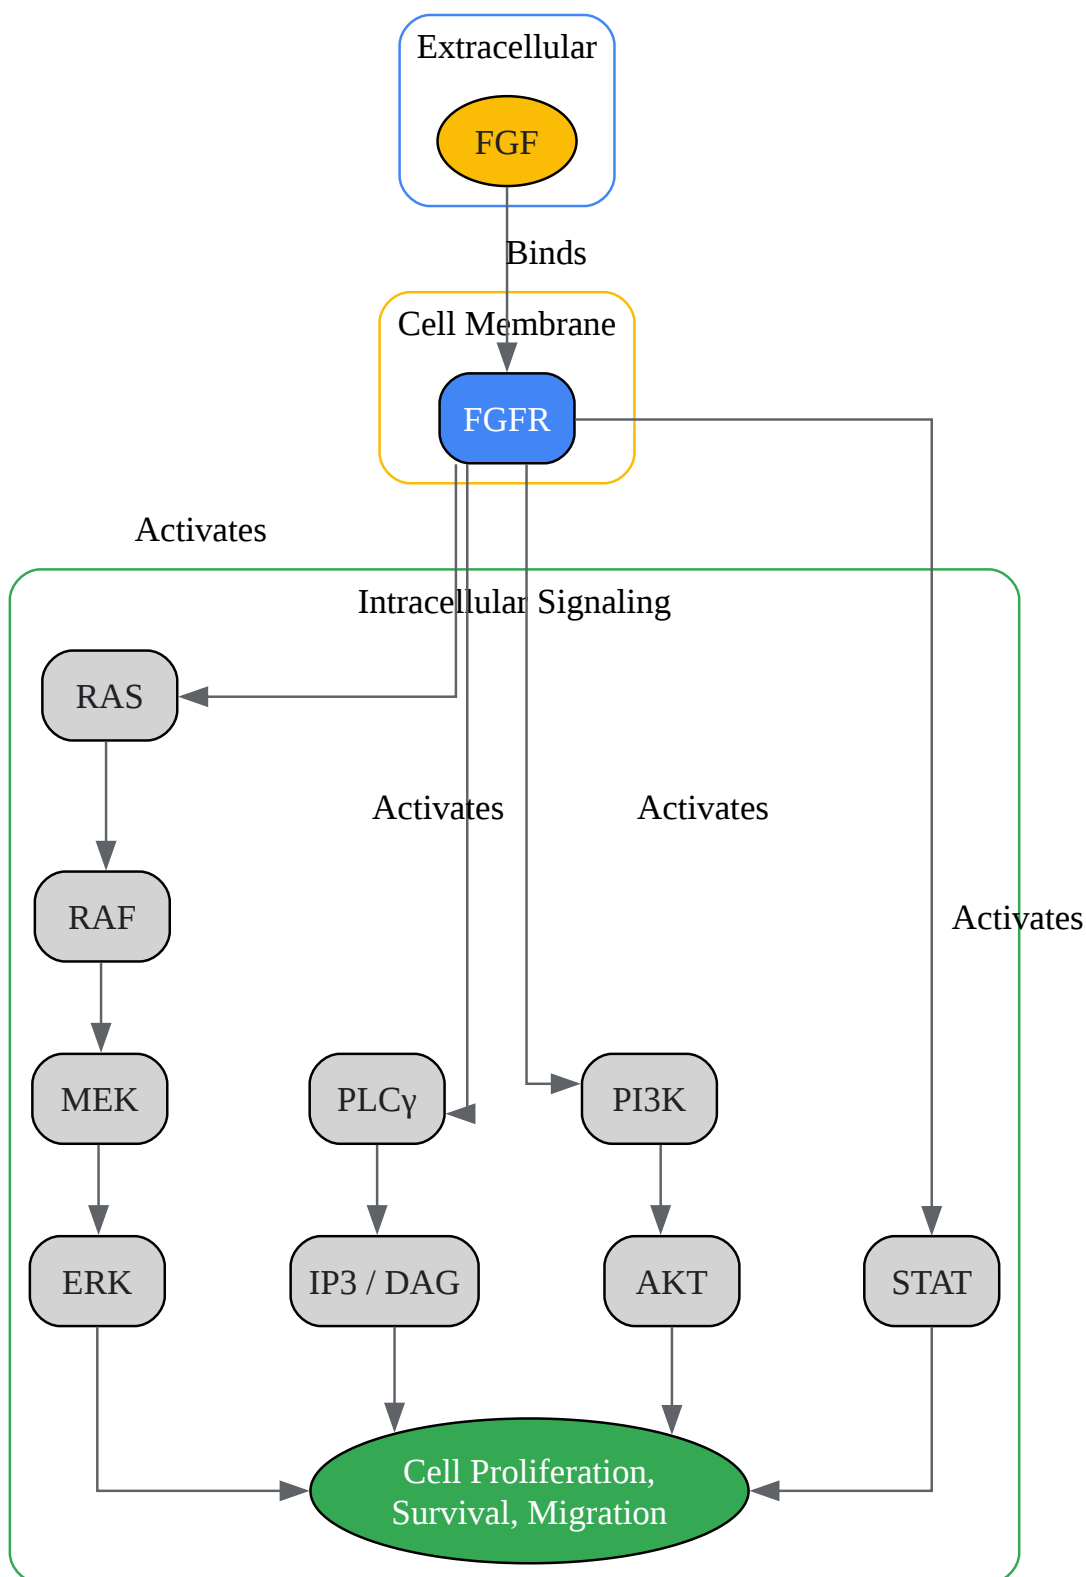 Extracellular
FGF
Binds
Cell Membrane
FGFR
Activates
Intracellular Signaling
RAS
Activates
Activates
RAF
Activates
MEK
PLCγ
PI3K
ERK
IP3 / DAG
AKT
STAT
Cell Proliferation,
Survival, Migration